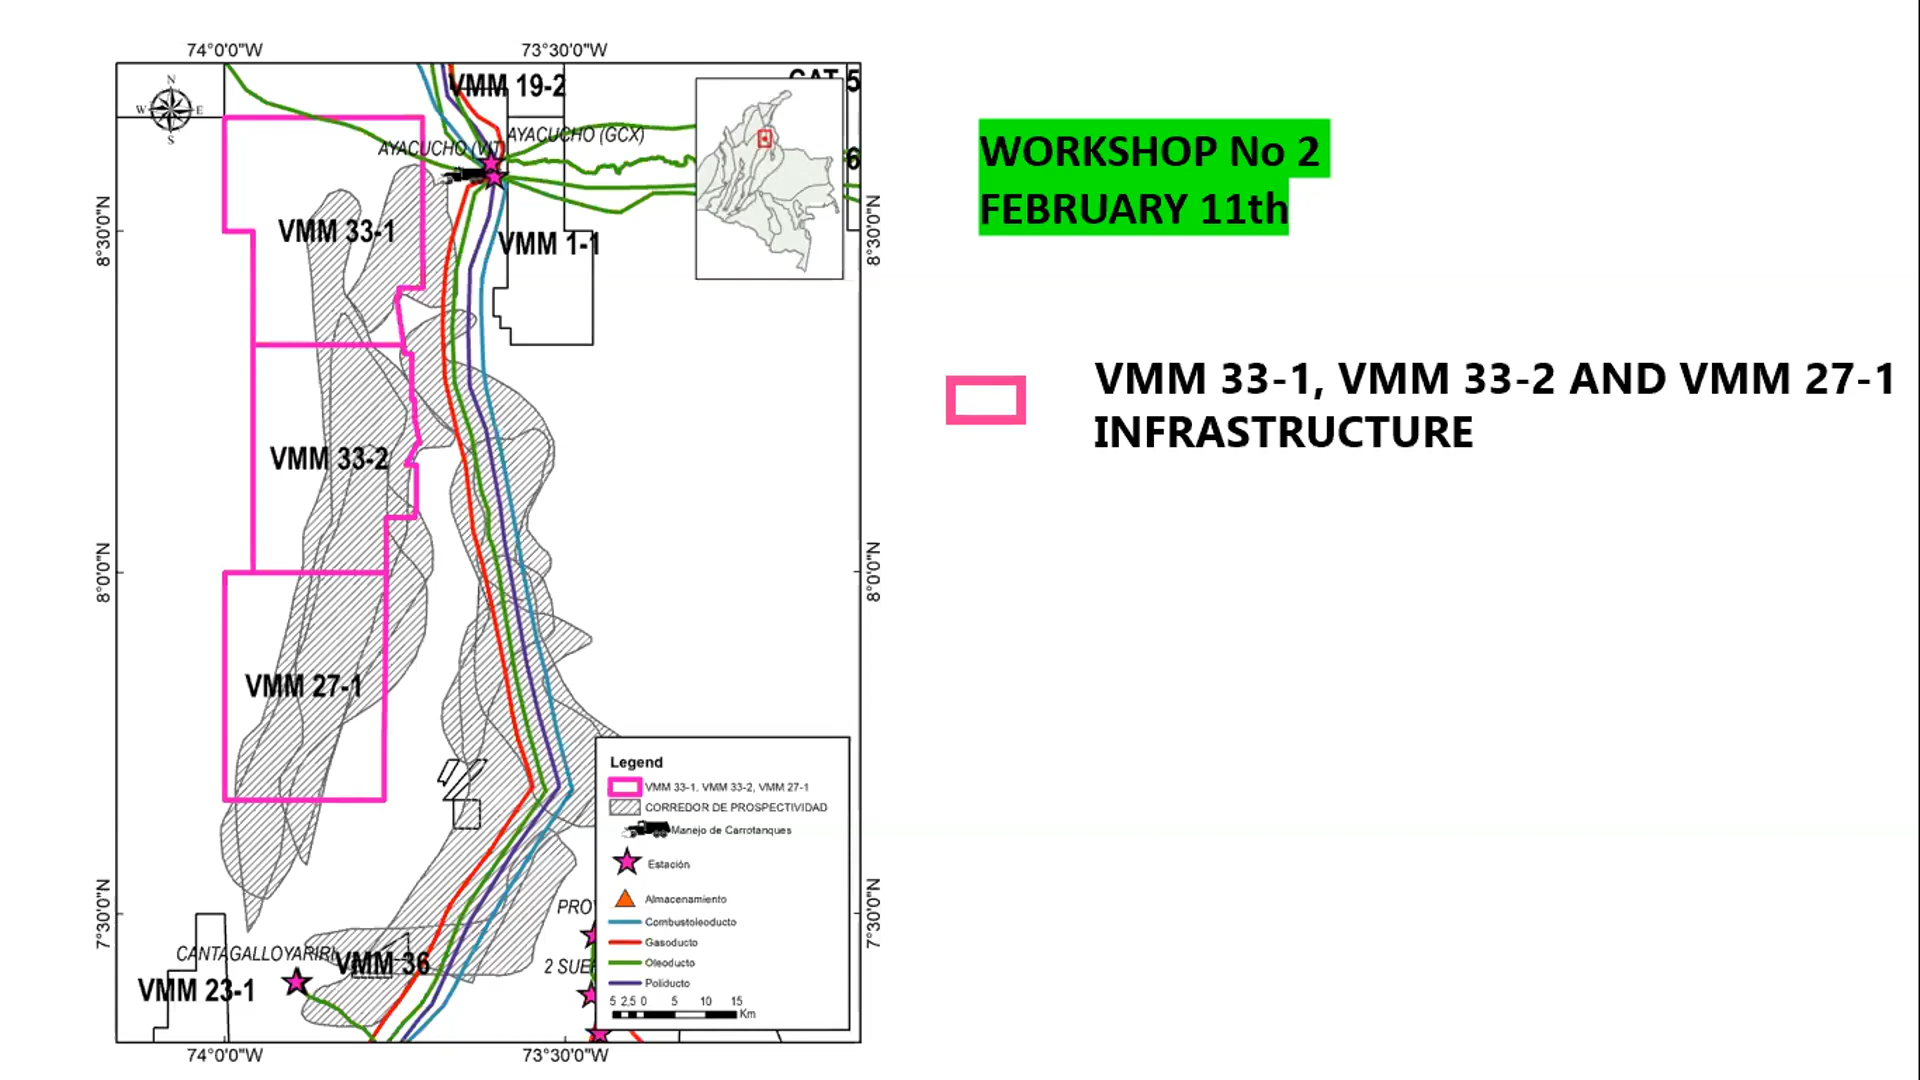 74°0'0"W
73°30'0"W
N
W
E
S
VMM 19-2
AYACUCHO (GCX)
AYACUCHO (VIT)
6
VMM 33-1
VMM 1-1
8°30'0"N
8°30'0"N
VMM 33-2
8°0'0"N
8°0'0"N
VMM 27-1
7°30'0"N
7°30'0"N
CANTAGALLOYARIRI
VMM 36
VMM 23-1
2 SUE
Legend
VMM 33-1, VMM 33-2, VMM 27-1
CORREDOR DE PROSPECTIVIDAD
Manejo de Carrotanques
Estación
Almacenamiento
Combustoleoducto
Gasoducto
Oleoducto
Poliducto
5 2,5 0 5 10 15
Km
74°0'0"W
73°30'0"W
WORKSHOP No 2
FEBRUARY 11th
VMM 33-1, VMM 33-2 AND VMM 27-1
INFRASTRUCTURE